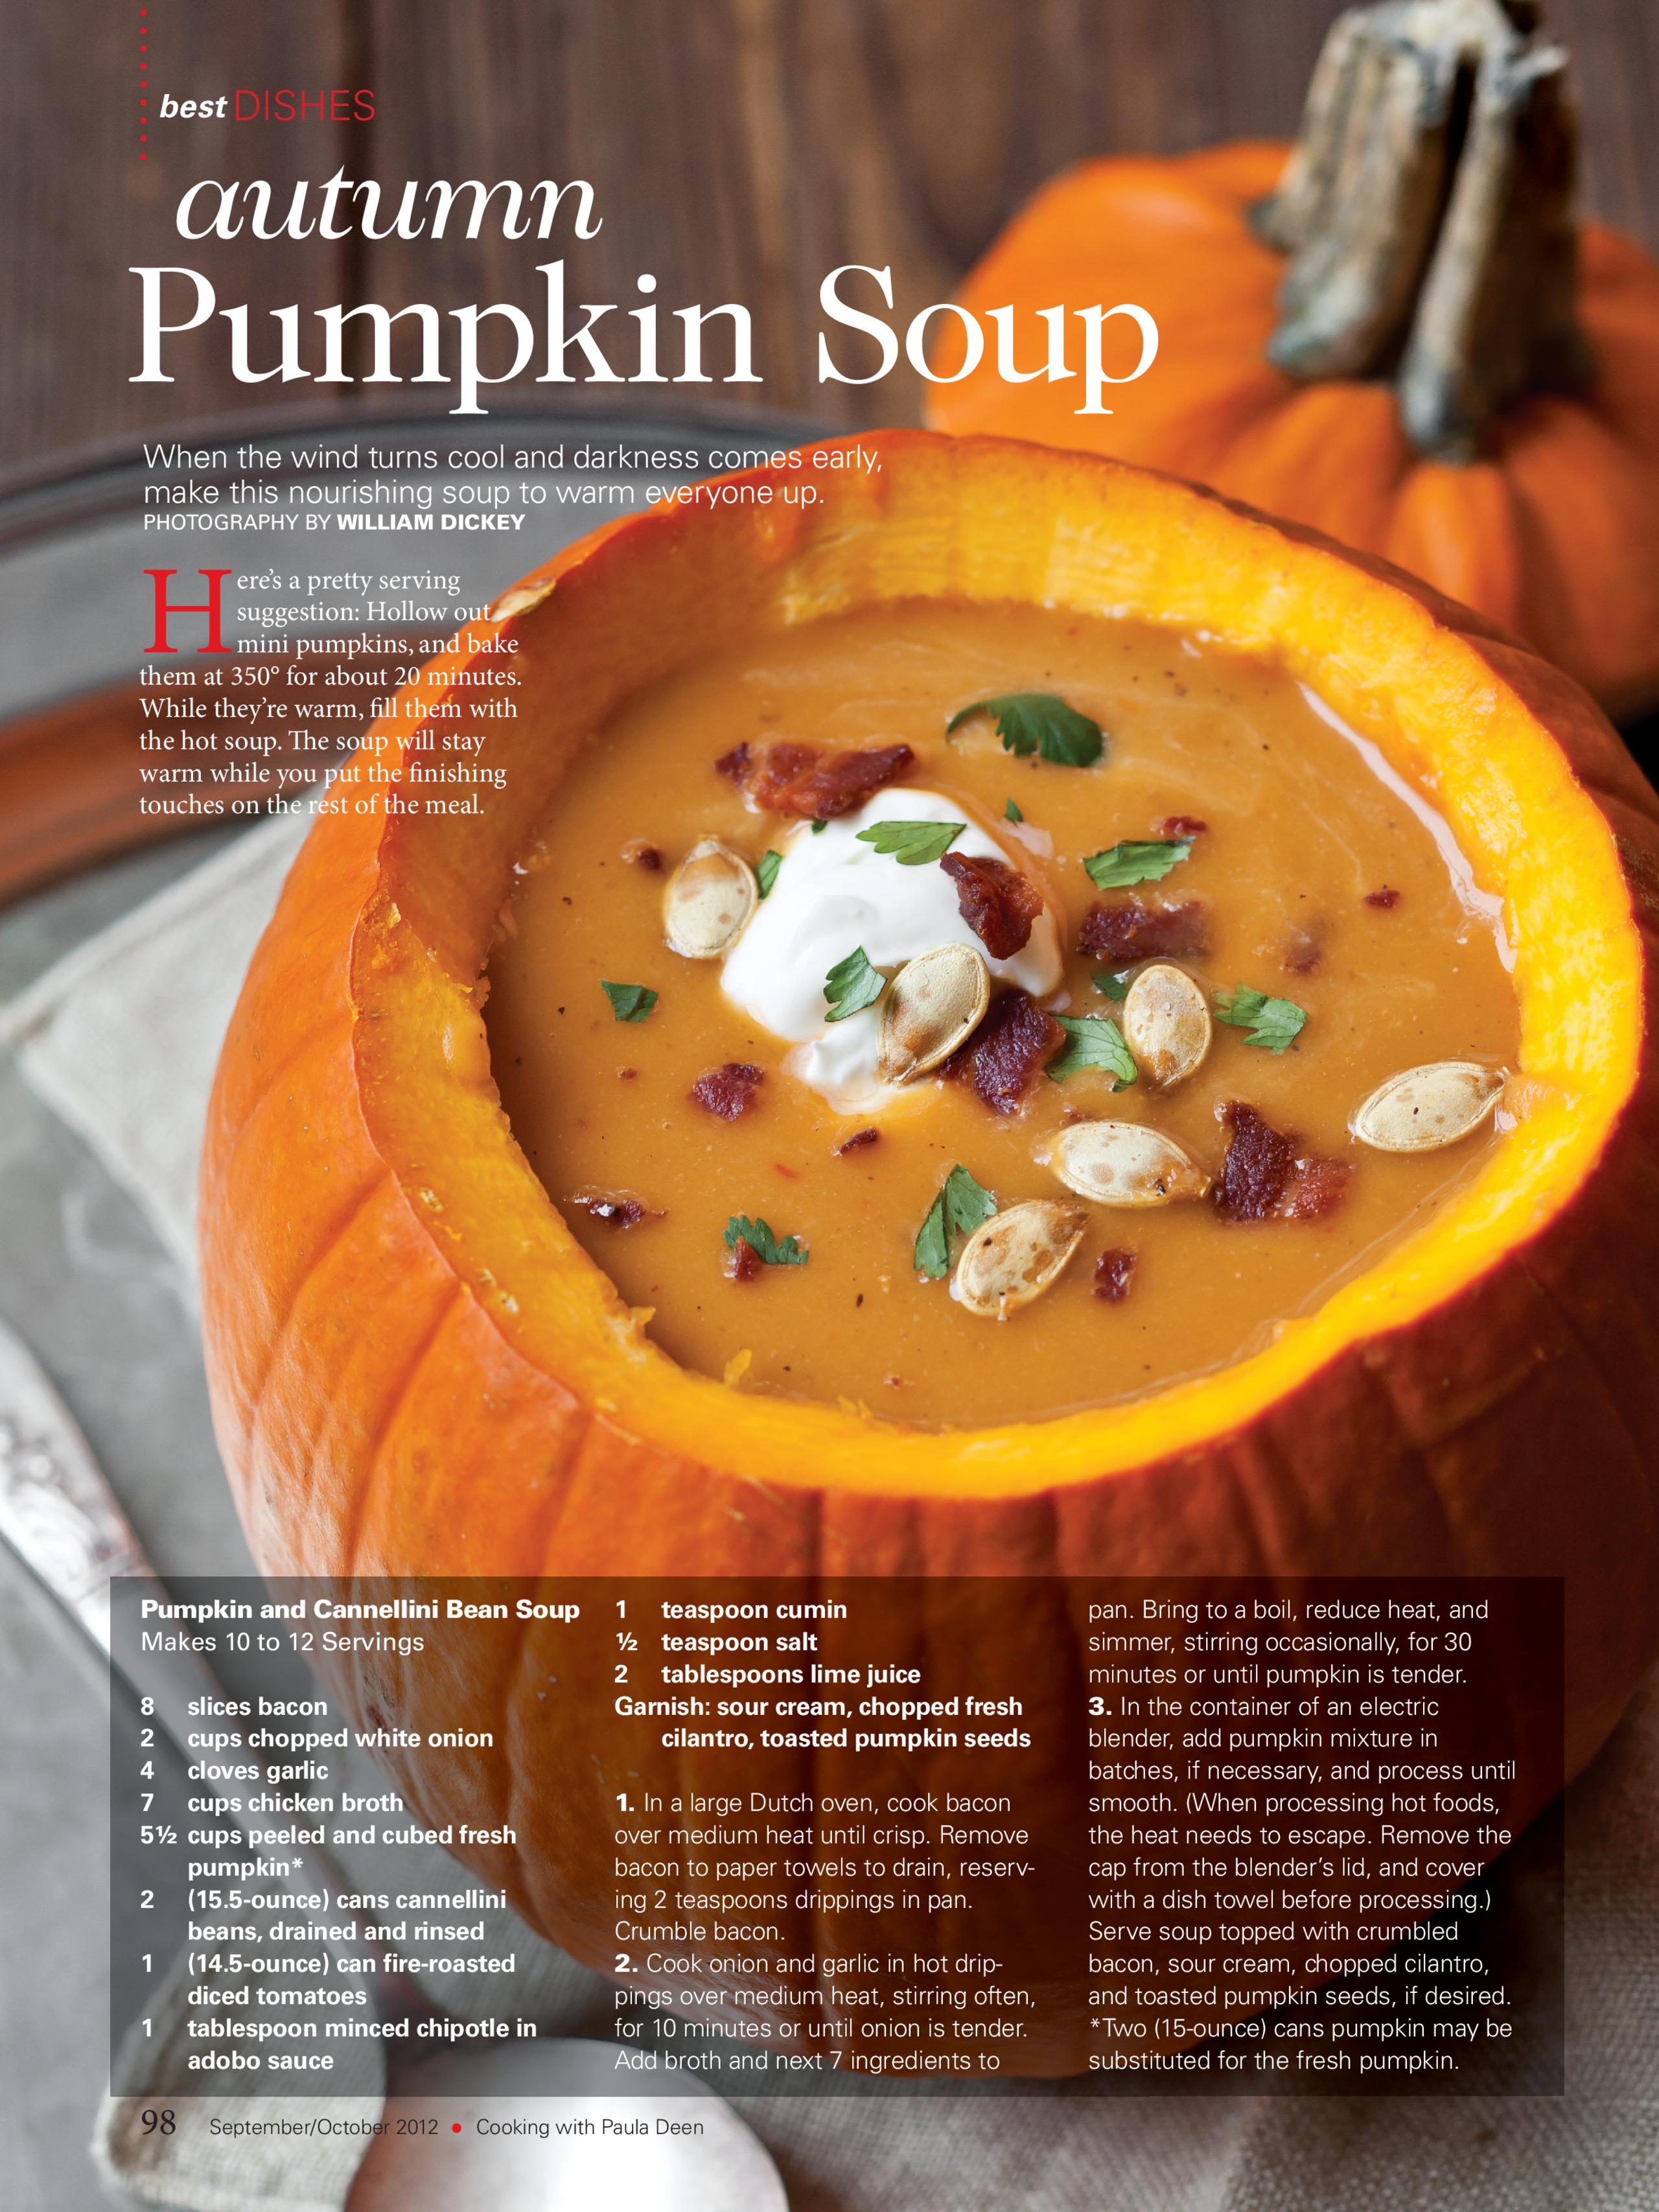 best DISHES
autumn
Pumpkin Soup
When the wind turns cool and darkness comes early,
make this nourishing soup to warm everyone up.
PHOTOGRAPHY BY WILLIAM DICKEY
Here's a pretty serving
suggestion: Hollow out
mini pumpkins, and bake
them at 350° for about 20 minutes.
While they're warm, fill them with
the hot soup. The soup will stay
warm while you put the finishing
touches on the rest of the meal.
Pumpkin and Cannellini Bean Soup
Makes 10 to 12 Servings
8 slices bacon
2 cups chopped white onion
4 cloves garlic
7 cups chicken broth
5½ cups peeled and cubed fresh
pumpkin*
2 (15.5-ounce) cans cannellini
beans, drained and rinsed
1 (14.5-ounce) can fire-roasted
diced tomatoes
1 tablespoon minced chipotle in
adobo sauce
1 teaspoon cumin
½ teaspoon salt
2 tablespoons lime juice
Garnish: sour cream, chopped fresh
cilantro, toasted pumpkin seeds
1. In a large Dutch oven, cook bacon
over medium heat until crisp. Remove
bacon to paper towels to drain, reserv-
ing 2 teaspoons drippings in pan.
Crumble bacon.
2. Cook onion and garlic in hot drip-
pings over medium heat, stirring often,
for 10 minutes or until onion is tender.
Add broth and next 7 ingredients to
pan. Bring to a boil, reduce heat, and
simmer, stirring occasionally, for 30
minutes or until pumpkin is tender.
3. In the container of an electric
blender, add pumpkin mixture in
batches, if necessary, and process until
smooth. (When processing hot foods,
the heat needs to escape. Remove the
cap from the blender's lid, and cover
with a dish towel before processing.)
Serve soup topped with crumbled
bacon, sour cream, chopped cilantro,
and toasted pumpkin seeds, if desired.
*Two (15-ounce) cans pumpkin may be
substituted for the fresh pumpkin.
98 September/October 2012 • Cooking with Paula Deen